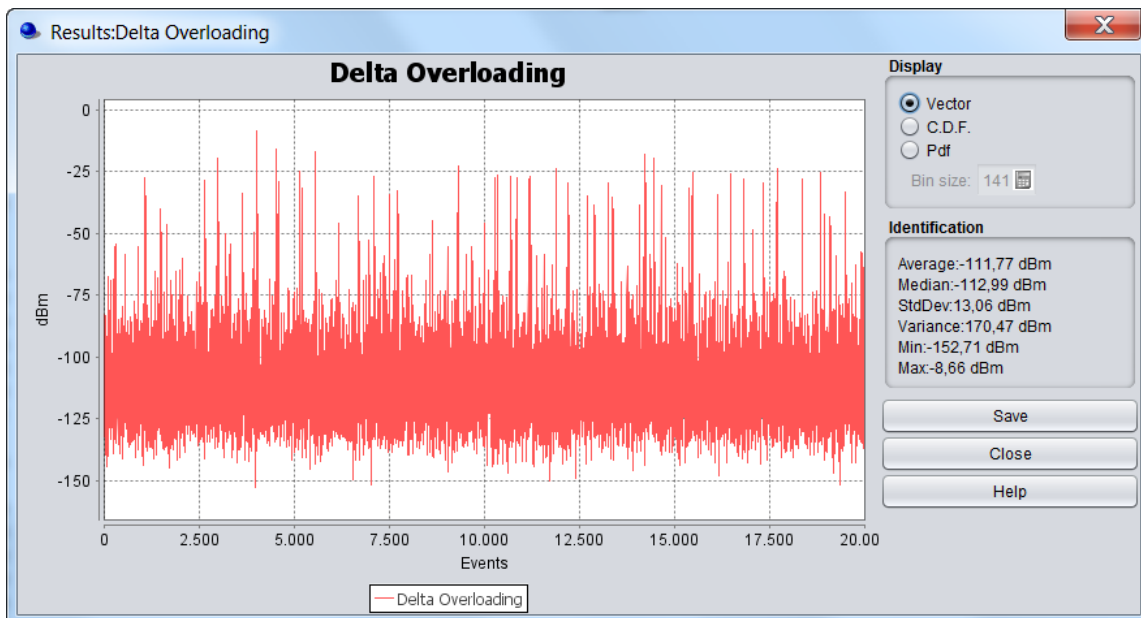 Results:Delta Overloading
Delta Overloading
0
-25
-50
-75
-100
-125
-150
dBm
0
2.500
5.000
7.500
10.000
12.500
15.000
17.500
20.00
Events
Delta Overloading
Display
Vector
C.D.F.
Pdf
Bin size: 141
Identification
Average:-111,77 dBm
Median:-112,99 dBm
StdDev:13,06 dBm
Variance:170,47 dBm
Min:-152,71 dBm
Max:-8,66 dBm
Save
Close
Help